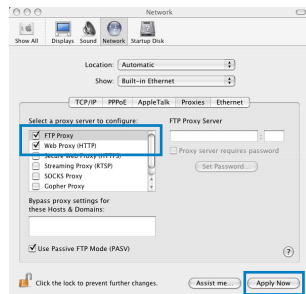 Network
Show All Displays Sound Network Startup Disk
Location: Automatic
Show: Built-in Ethernet
TCP/IP PPPoE AppleTalk Proxies Ethernet
Select a proxy server to configure:
FTP Proxy Server
FTP Proxy
:
Web Proxy (HTTP)
Proxy server requires password
Secure Web Proxy (HTTPS)
Streaming Proxy (RTSP)
Set Password...
SOCKS Proxy
Gopher Proxy
Bypass proxy settings for
these Hosts & Domains:
Use Passive FTP Mode (PASV)
?
Click the lock to prevent further changes.
Assist me...
Apply Now